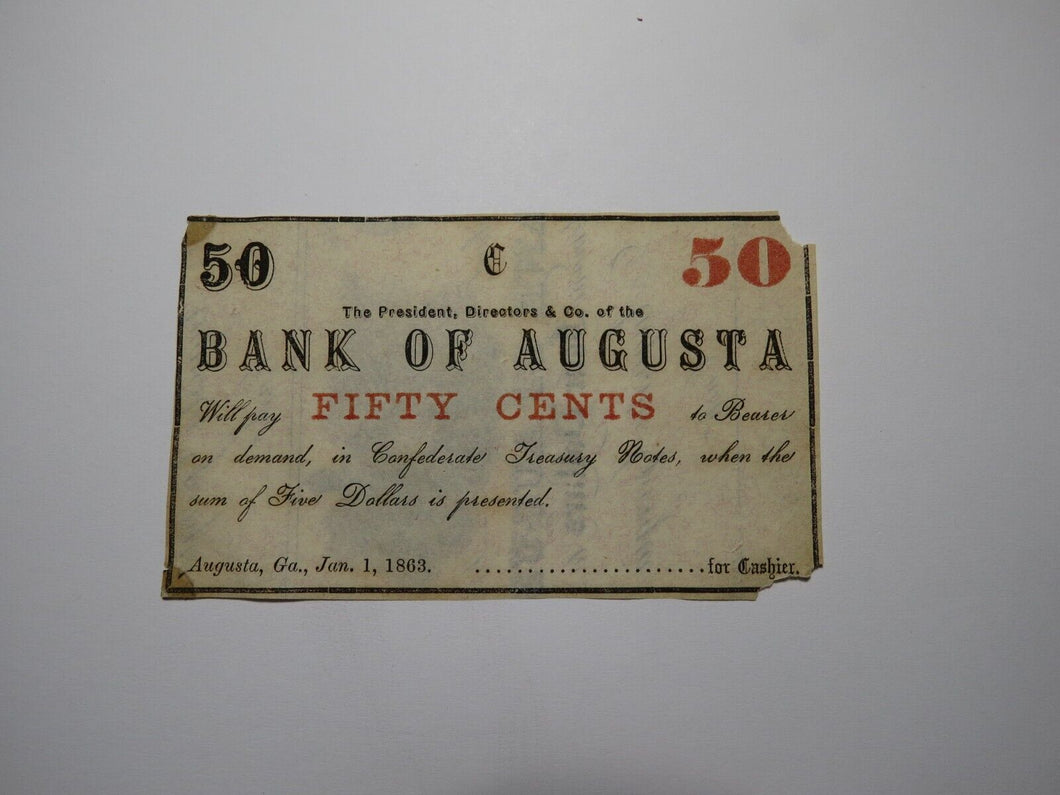 50 C 50
The President, Directors & Co. of the
BANK OF AUGUSTA
Will pay FIFTY CENTS to Bearer
on demand, in Confederate Treasury Notes, when the
sum of Five Dollars is presented.
Augusta, Ga., Jan. 1, 1863. ........................for Cashier.